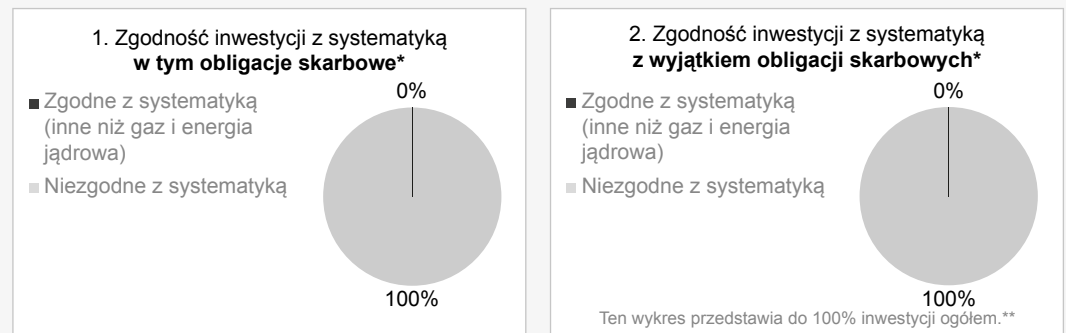 1. Zgodność inwestycji z systematyką
w tym obligacje skarbowe*
Zgodne z systematyką
(inne niż gaz i energia
jądrowa)
Niezgodne z systematyką
0%
100%
2. Zgodność inwestycji z systematyką
z wyjątkiem obligacji skarbowych*
Zgodne z systematyką
(inne niż gaz i energia
jądrowa)
Niezgodne z systematyką
0%
100%
Ten wykres przedstawia do 100% inwestycji ogółem.**